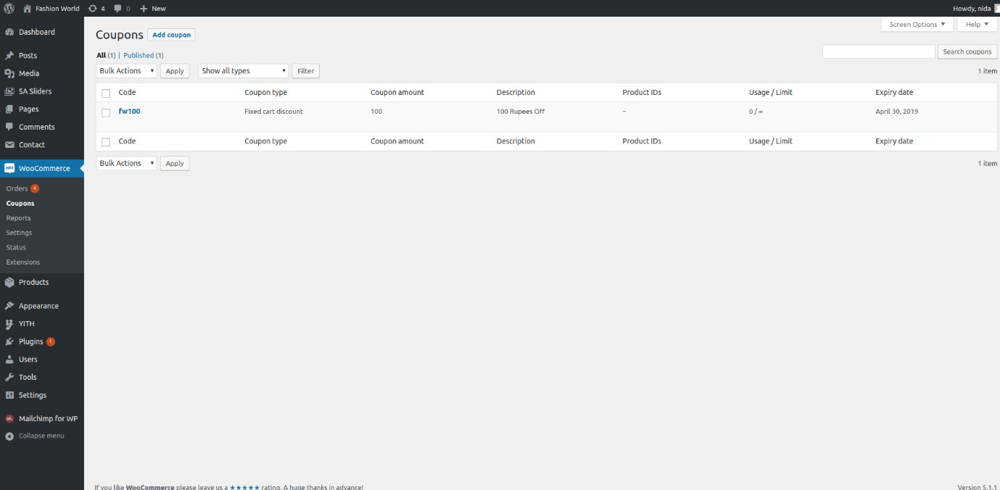 Fashion World 4 0 New Howdy, nida
Dashboard
Posts
Media
SA Sliders
Pages
Comments
Contact
WooCommerce
Orders 4
Coupons
Reports
Settings
Status
Extensions
Products
Appearance
YITH
Plugins 1
Users
Tools
Settings
Mailchimp for WP
Collapse menu
Screen Options ▼ Help ▼
Coupons Add coupon
All (1) | Published (1)
Search coupons
Bulk Actions Apply Show all types Filter 1 item
Code Coupon type Coupon amount Description Product IDs Usage / Limit Expiry date
fw100 Fixed cart discount 100 100 Rupees Off – 0 / ∞ April 30, 2019
Code Coupon type Coupon amount Description Product IDs Usage / Limit Expiry date
Bulk Actions Apply 1 item
If you like WooCommerce please leave us a ★★★★★ rating. A huge thanks in advance! Version 5.1.1